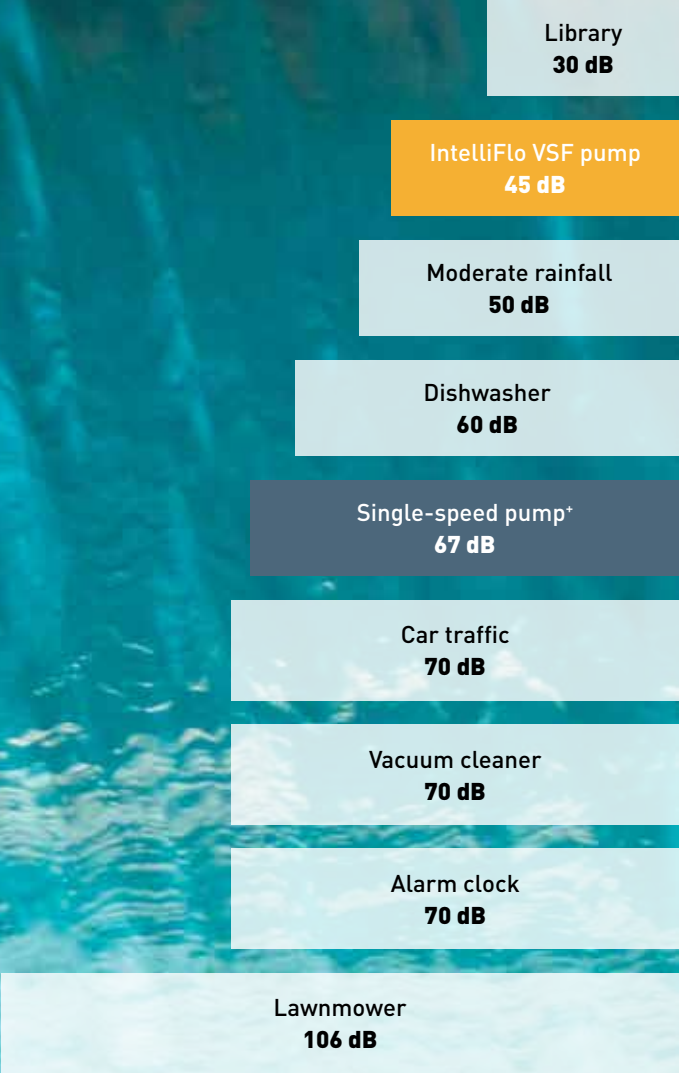 Library
30 dB
IntelliFlo VSF pump
45 dB
Moderate rainfall
50 dB
Dishwasher
60 dB
Single-speed pump⁺
67 dB
Car traffic
70 dB
Vacuum cleaner
70 dB
Alarm clock
70 dB
Lawnmower
106 dB